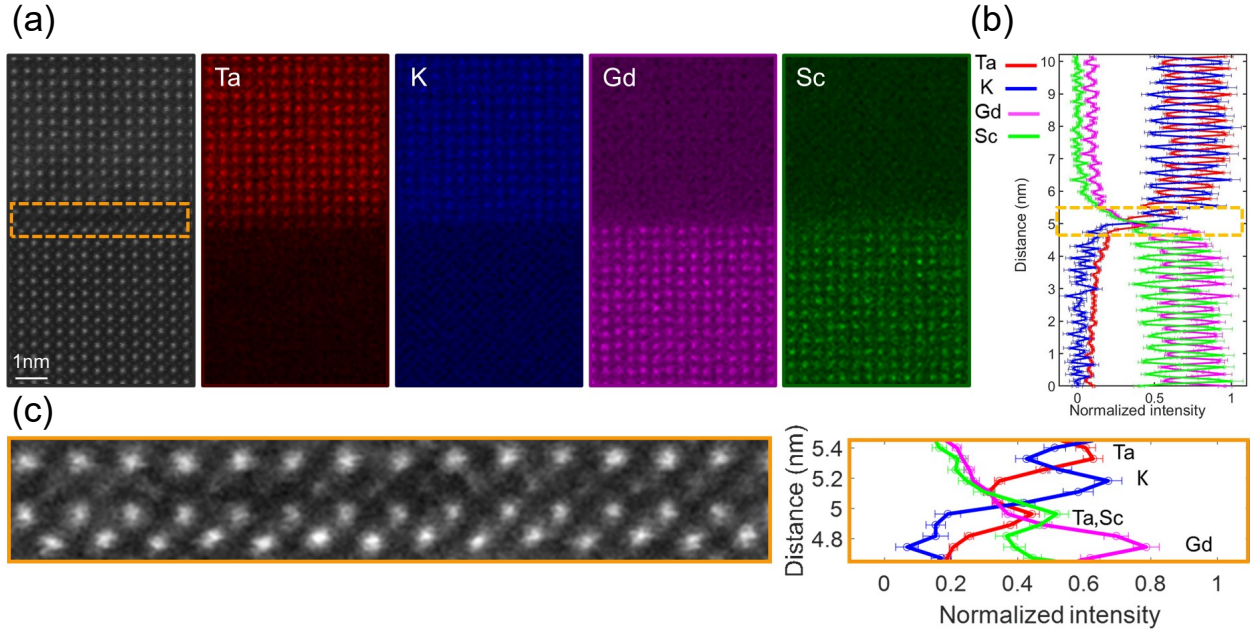 (a)
(b)
Ta
K
Gd
Sc
1nm
Ta
K
Gd
Sc
10
9
8
7
6
5
4
3
2
1
0
Distance (nm)
0
0.5
1
Normalized intensity
(c)
5.4
5.2
5
4.8
Distance (nm)
Ta
K
Ta,Sc
Gd
0
0.2
0.4
0.6
0.8
1
Normalized intensity